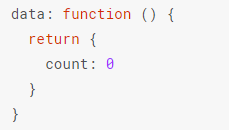 data: function () {
  return {
    count: 0
  }
}